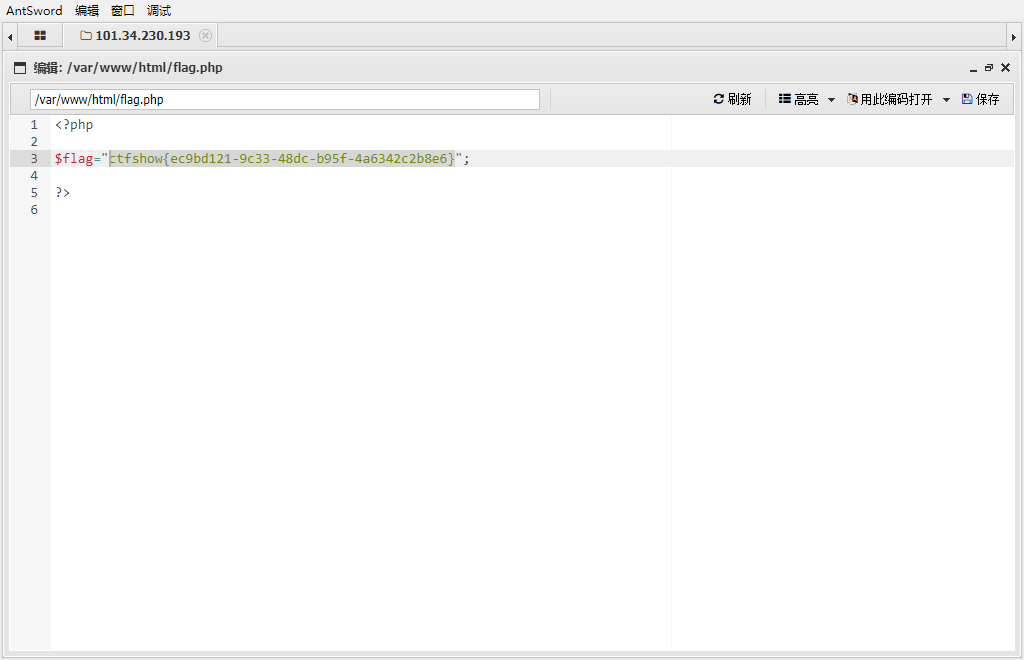 AntSword 编辑 窗口 调试
101.34.230.193
编辑: /var/www/html/flag.php
/var/www/html/flag.php 刷新 高亮 用此编码打开 保存
1 <?php
2
3 $flag="ctfshow{ec9bd121-9c33-48dc-b95f-4a6342c2b8e6}";
4
5 ?>
6